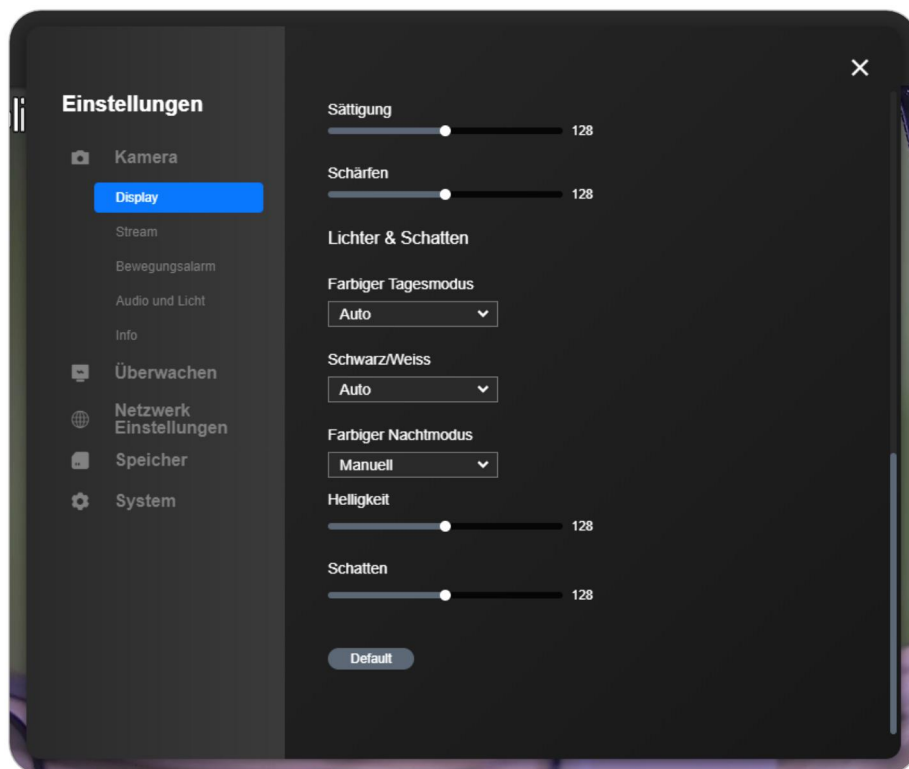 Einstellungen
Kamera
Display
Stream
Bewegungsalarm
Audio und Licht
Info
Überwachen
Netzwerk
Einstellungen
Speicher
System
Sättigung
128
Schärfen
128
Lichter & Schatten
Farbiger Tagesmodus
Auto
Schwarz/Weiss
Auto
Farbiger Nachtmodus
Manuell
Helligkeit
128
Schatten
128
Default